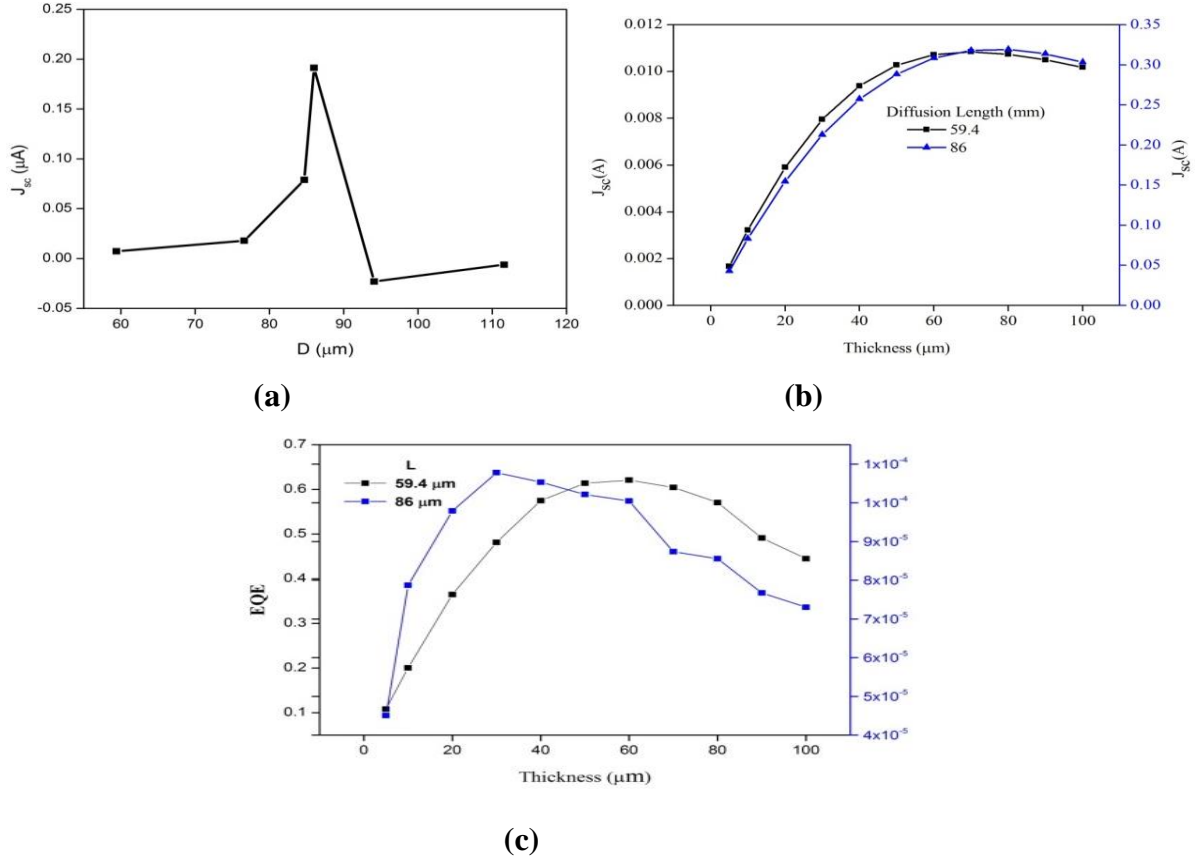 0.25
0.20
0.15
0.10
0.05
0.00
-0.05
J_sc (μA)
60 70 80 90 100 110 120
D (μm)
(a)
0.012
0.010
0.008
0.006
0.004
0.002
0.000
J_sc(A)
0.35
0.30
0.25
0.20
0.15
0.10
0.05
0.00
J_sc(A)
Diffusion Length (mm)
59.4
86
0 20 40 60 80 100
Thickness (μm)
(b)
0.7
0.6
0.5
0.4
0.3
0.2
0.1
EQE
L
59.4 μm
86 μm
1x10⁻⁴
1x10⁻⁴
9x10⁻⁵
8x10⁻⁵
7x10⁻⁵
6x10⁻⁵
5x10⁻⁵
4x10⁻⁵
0 20 40 60 80 100
Thickness (μm)
(c)